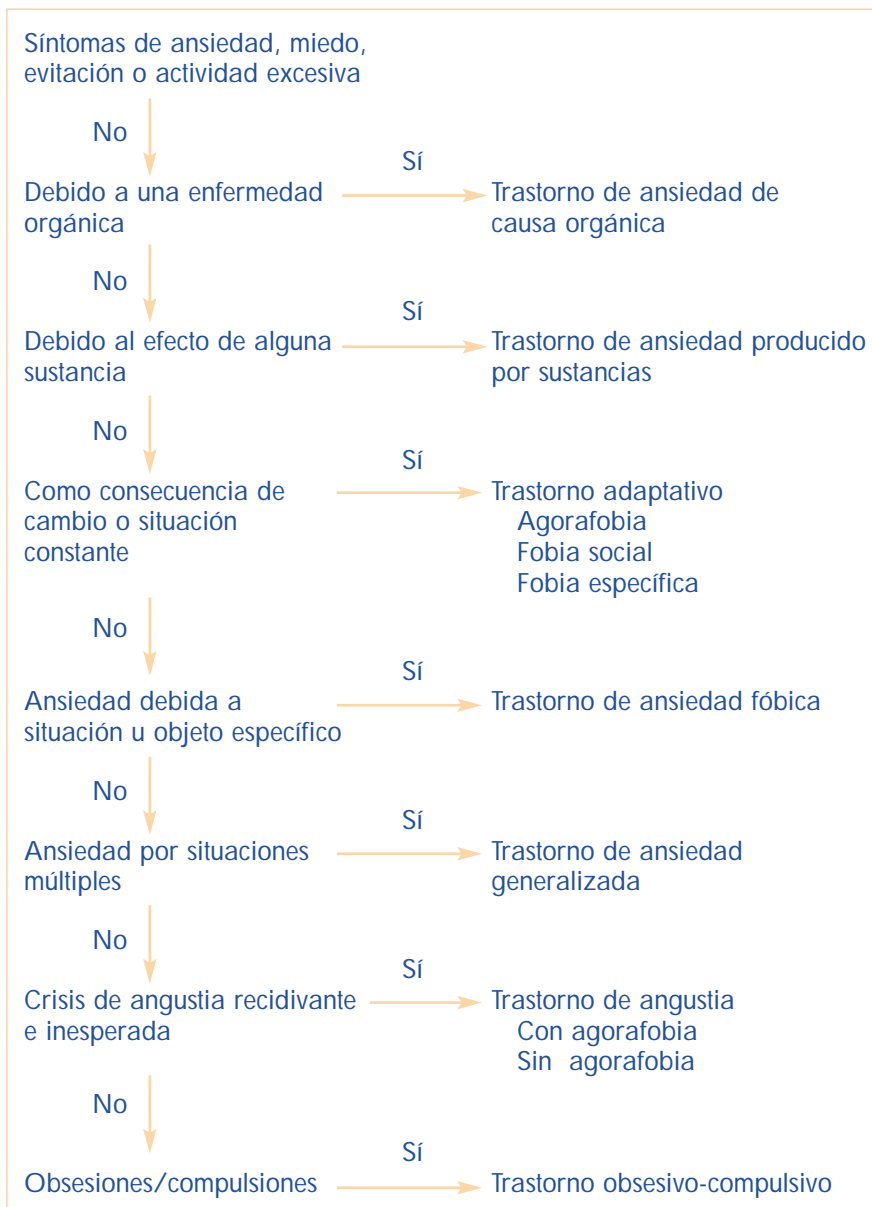 Síntomas de ansiedad, miedo,
evitación o actividad excesiva
No
Sí
Debido a una enfermedad
orgánica
Trastorno de ansiedad de
causa orgánica
No
Sí
Debido al efecto de alguna
sustancia
Trastorno de ansiedad producido
por sustancias
No
Sí
Como consecuencia de
cambio o situación
constante
Trastorno adaptativo
Agorafobia
Fobia social
Fobia específica
No
Sí
Ansiedad debida a
situación u objeto específico
Trastorno de ansiedad fóbica
No
Sí
Ansiedad por situaciones
múltiples
Trastorno de ansiedad
generalizada
No
Sí
Crisis de angustia recidivante
e inesperada
Trastorno de angustia
Con agorafobia
Sin agorafobia
No
Sí
Obsesiones/compulsiones
Trastorno obsesivo-compulsivo